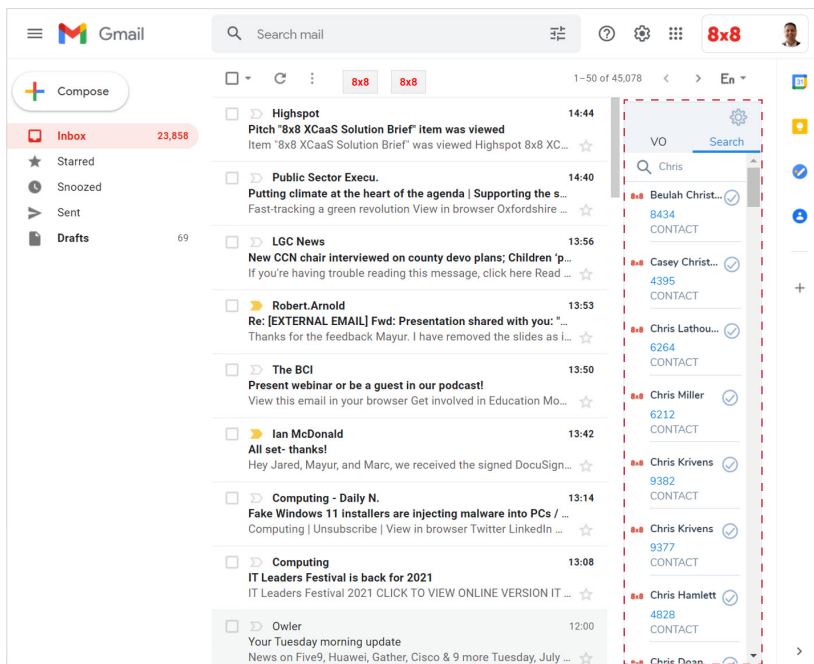 Gmail
Search mail
8x8
Compose
Inbox 23,858
Starred
Snoozed
Sent
Drafts 69
8x8 8x8
1–50 of 45,078 En
Highspot 14:44
Pitch "8x8 XCaaS Solution Brief" item was viewed
Item "8x8 XCaaS Solution Brief" was viewed Highspot 8x8 XC...
Public Sector Execu. 14:40
Putting climate at the heart of the agenda | Supporting the s...
Fast-tracking a green revolution View in browser Oxfordshire ...
LGC News 13:56
New CCN chair interviewed on county devo plans; Children 'p...
If you're having trouble reading this message, click here Read ...
Robert.Arnold 13:53
Re: [EXTERNAL EMAIL] Fwd: Presentation shared with you: "...
Thanks for the feedback Mayur. I have removed the slides as i...
The BCI 13:50
Present webinar or be a guest in our podcast!
View this email in your browser Get involved in Education Mo...
Ian McDonald 13:42
All set- thanks!
Hey Jared, Mayur, and Marc, we received the signed DocuSign...
Computing - Daily N. 13:14
Fake Windows 11 installers are injecting malware into PCs / ...
Computing | Unsubscribe | View in browser Twitter LinkedIn ...
Computing 13:08
IT Leaders Festival is back for 2021
IT Leaders Festival 2021 CLICK TO VIEW ONLINE VERSION IT ...
Owler 12:00
Your Tuesday morning update
News on Five9, Huawei, Gather, Cisco & 9 more Tuesday, July ...
VO Search
Chris
8x8 Beulah Christ...
8434
CONTACT
8x8 Casey Christ...
4395
CONTACT
8x8 Chris Lathou...
6264
CONTACT
8x8 Chris Miller
6212
CONTACT
8x8 Chris Krivens
9382
CONTACT
8x8 Chris Krivens
9377
CONTACT
8x8 Chris Hamlett
4828
CONTACT
8x8 Chris Doan
31